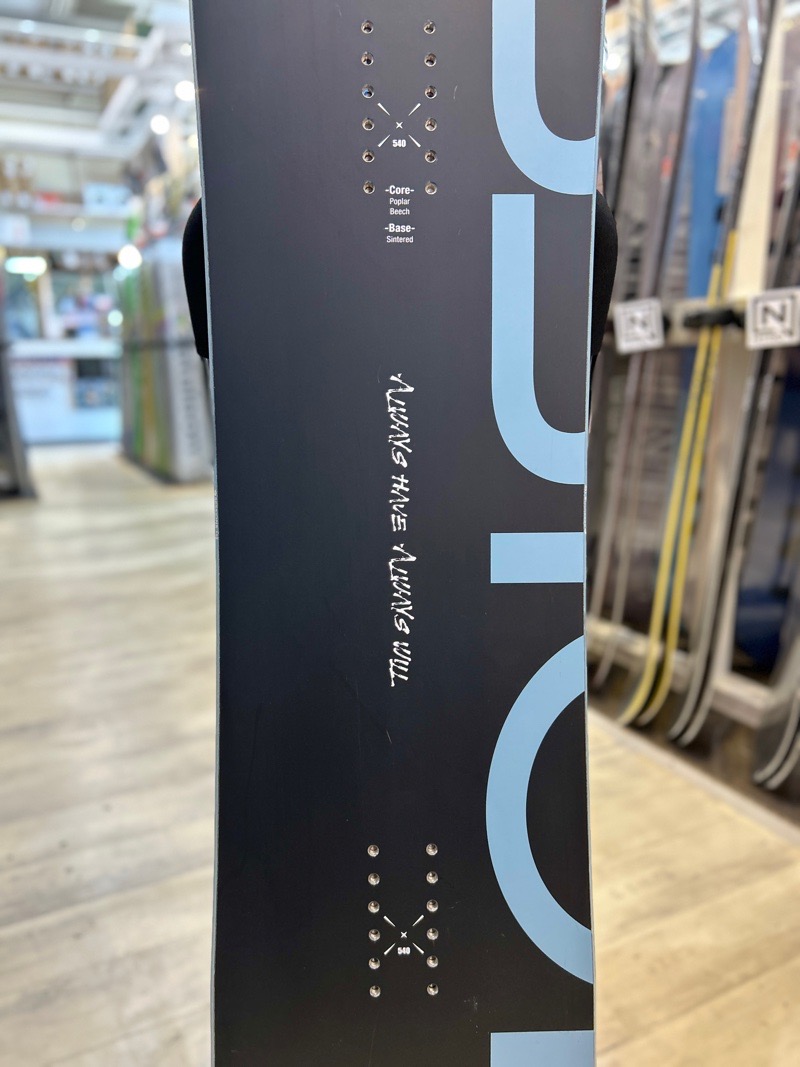 540
-Core-
Poplar
Beech
-Base-
Sintered
ALWAYS HAVE ALWAYS WILL
540
N
N